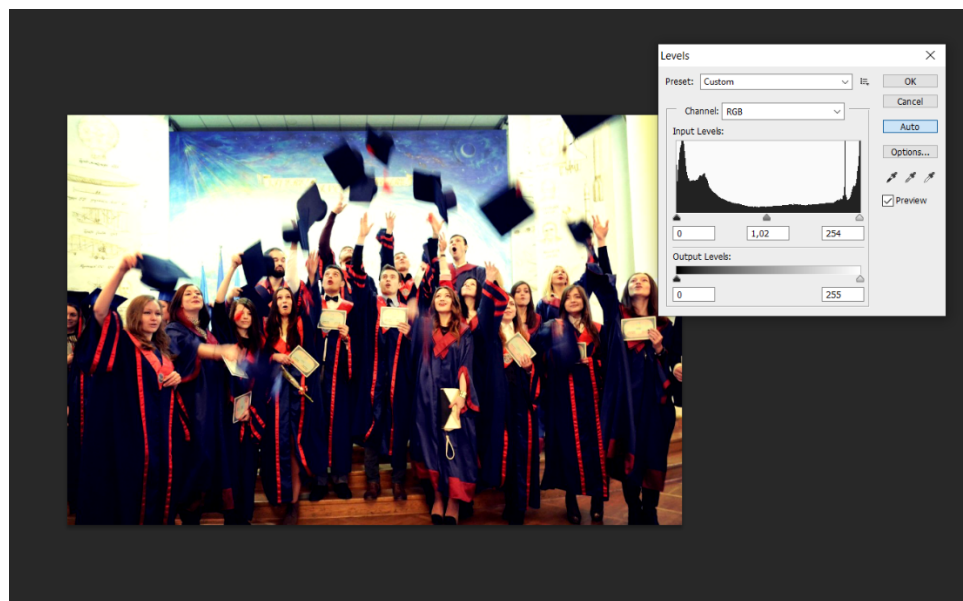 Levels
Preset: Custom
OK
Cancel
Channel: RGB
Auto
Input Levels:
Options...
Preview
0 1,02 254
Output Levels:
0 255